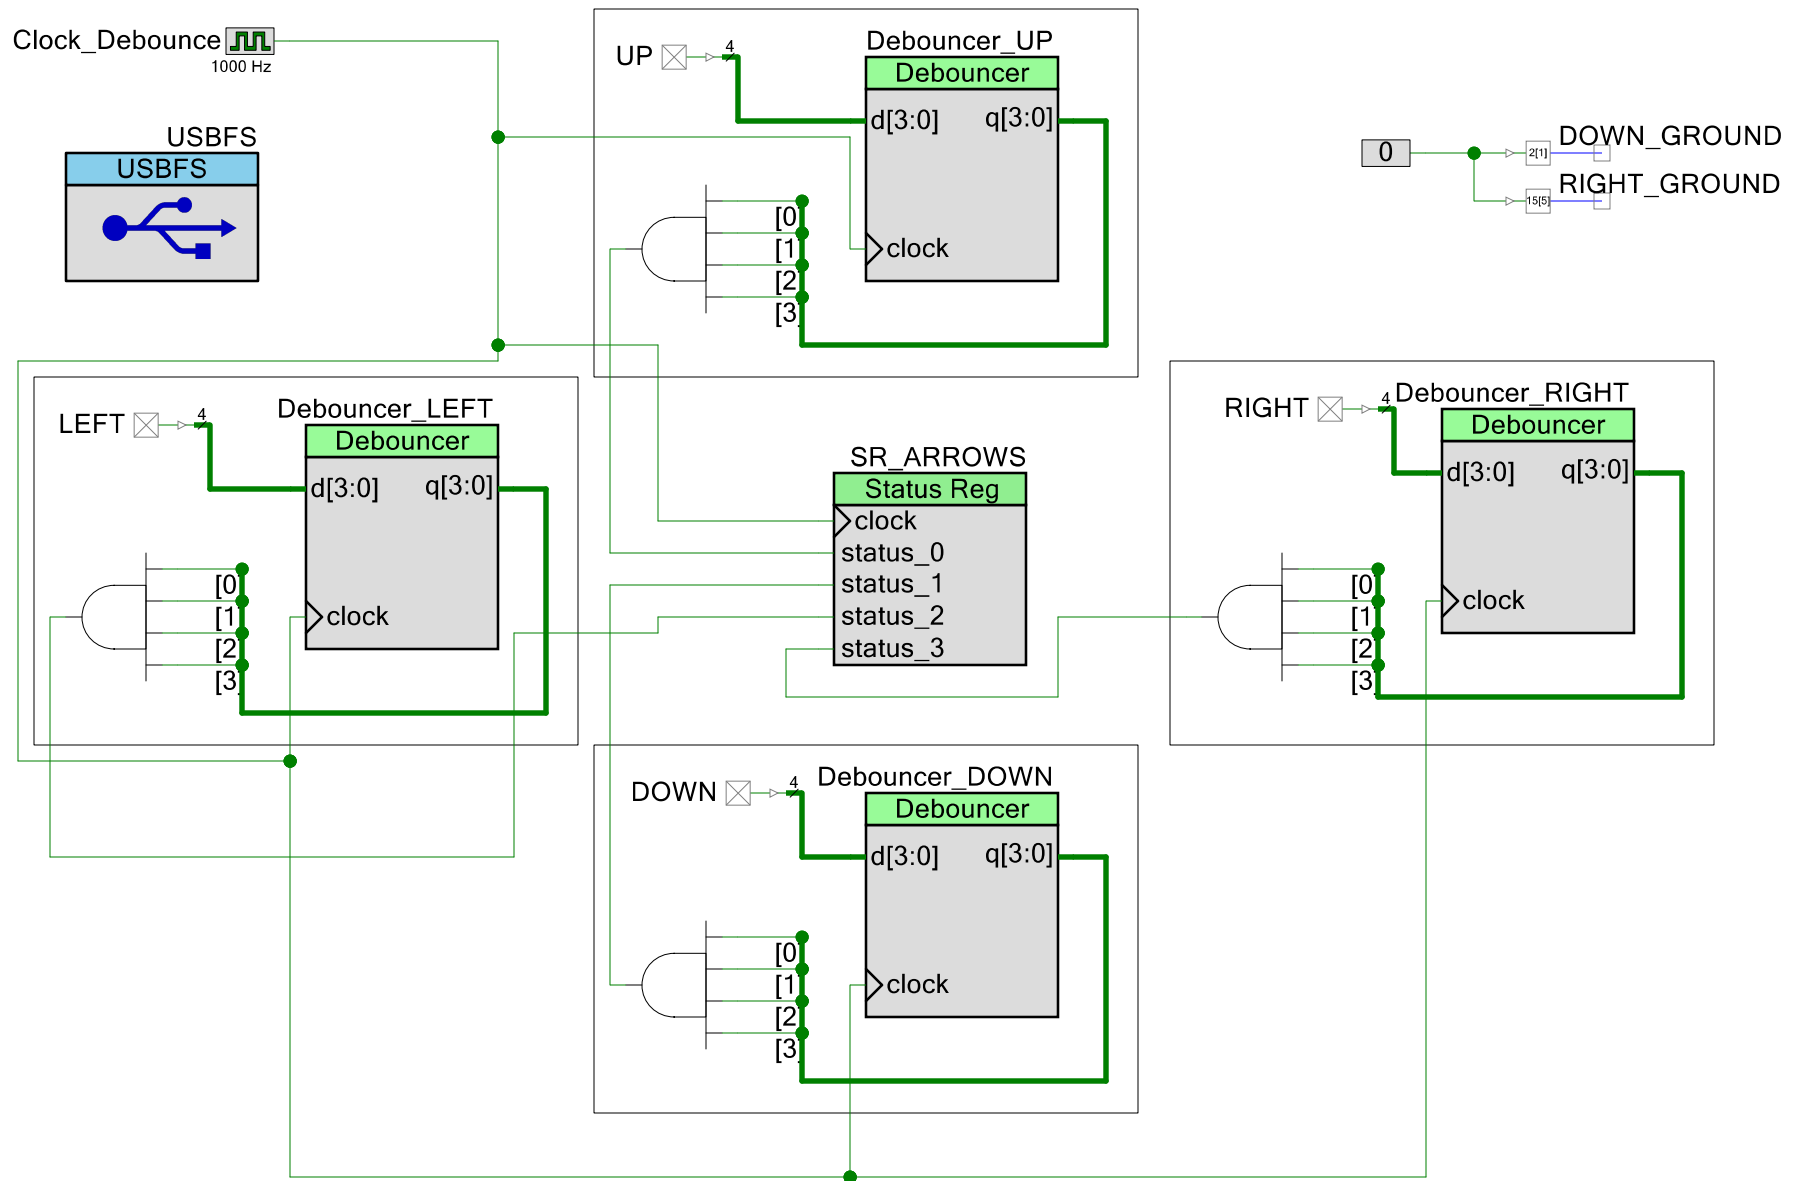 Clock_Debounce
1000 Hz
USBFS
USBFS
UP
4
Debouncer_UP
Debouncer
d[3:0]
q[3:0]
[0
[1
[2
[3
clock
0
2[1]
DOWN_GROUND
15[5]
RIGHT_GROUND
LEFT
4
Debouncer_LEFT
Debouncer
d[3:0]
q[3:0]
[0
[1
[2
[3
clock
SR_ARROWS
Status Reg
clock
status_0
status_1
status_2
status_3
RIGHT
4
Debouncer_RIGHT
Debouncer
d[3:0]
q[3:0]
[0
[1
[2
[3
clock
DOWN
4
Debouncer_DOWN
Debouncer
d[3:0]
q[3:0]
[0
[1
[2
[3
clock